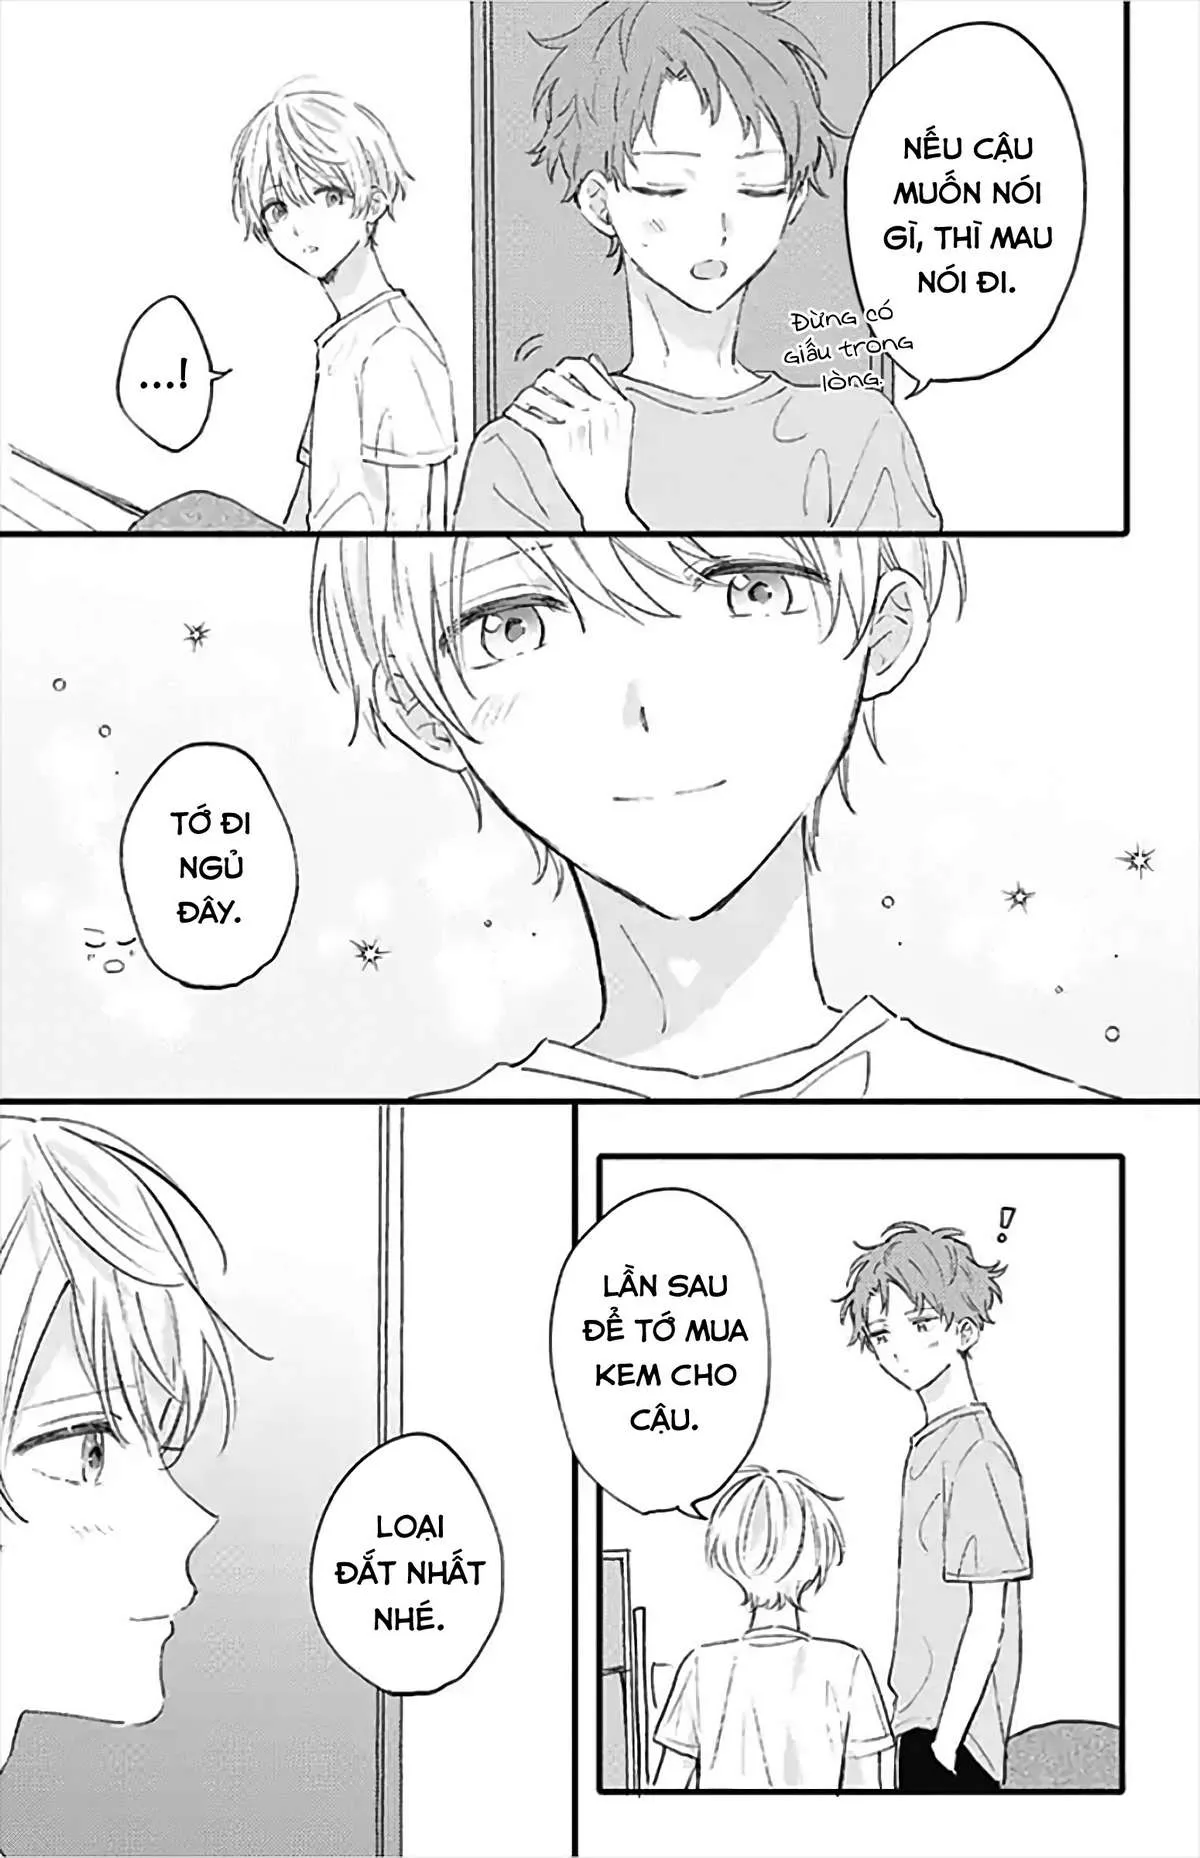 NẾU CẬU
MUỐN NÓI
GÌ, THÌ MAU
NÓI ĐI.
Đừng có
giấu trong
lòng.
...!
TỚ ĐI
NGỦ
ĐÂY.
!
LẦN SAU
ĐỂ TỚ MUA
KEM CHO
CẬU.
LOẠI
ĐẮT NHẤT
NHÉ.